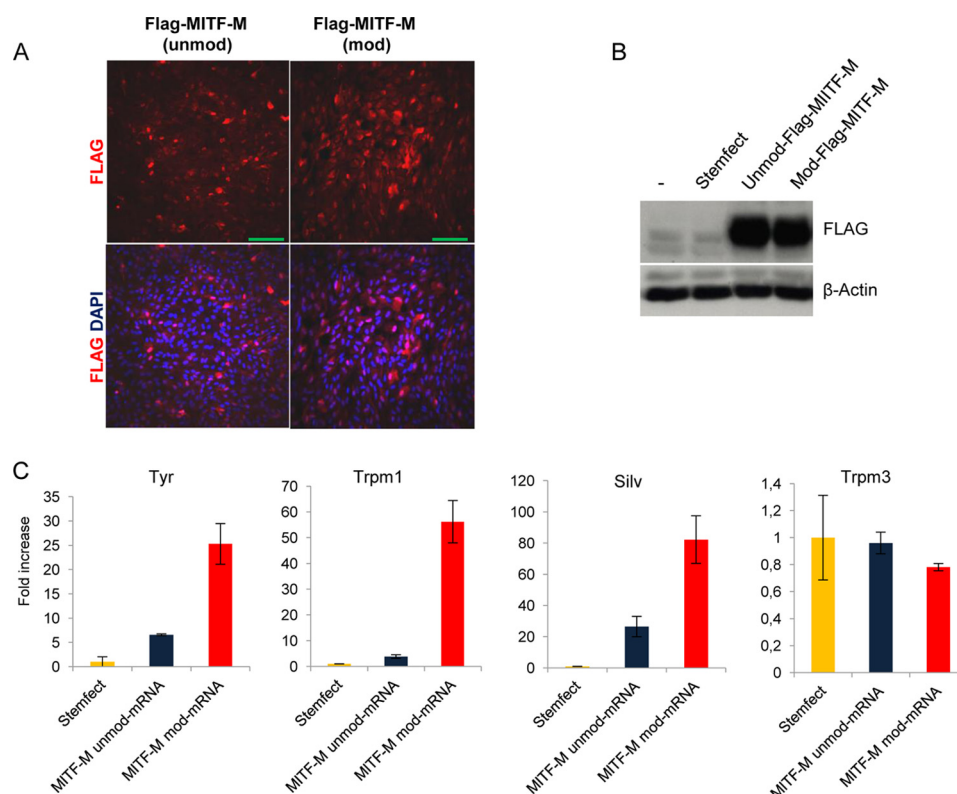 A
Flag-MITF-M
(unmod)
Flag-MITF-M
(mod)
FLAG
FLAG DAPI
B
-
Stemfect
Unmod-Flag-MIITF-M
Mod-Flag-MITF-M
FLAG
β-Actin
C
Tyr
Fold increase
35
30
25
20
15
10
5
0
Stemfect
MITF-M unmod-mRNA
MITF-M mod-mRNA
Trpm1
70
60
50
40
30
20
10
0
Stemfect
MITF-M unmod-mRNA
MITF-M mod-mRNA
Silv
120
100
80
60
40
20
0
Stemfect
MITF-M unmod-mRNA
MITF-M mod-mRNA
Trpm3
1,4
1,2
1
0,8
0,6
0,4
0,2
0
Stemfect
MITF-M unmod-mRNA
MITF-M mod-mRNA